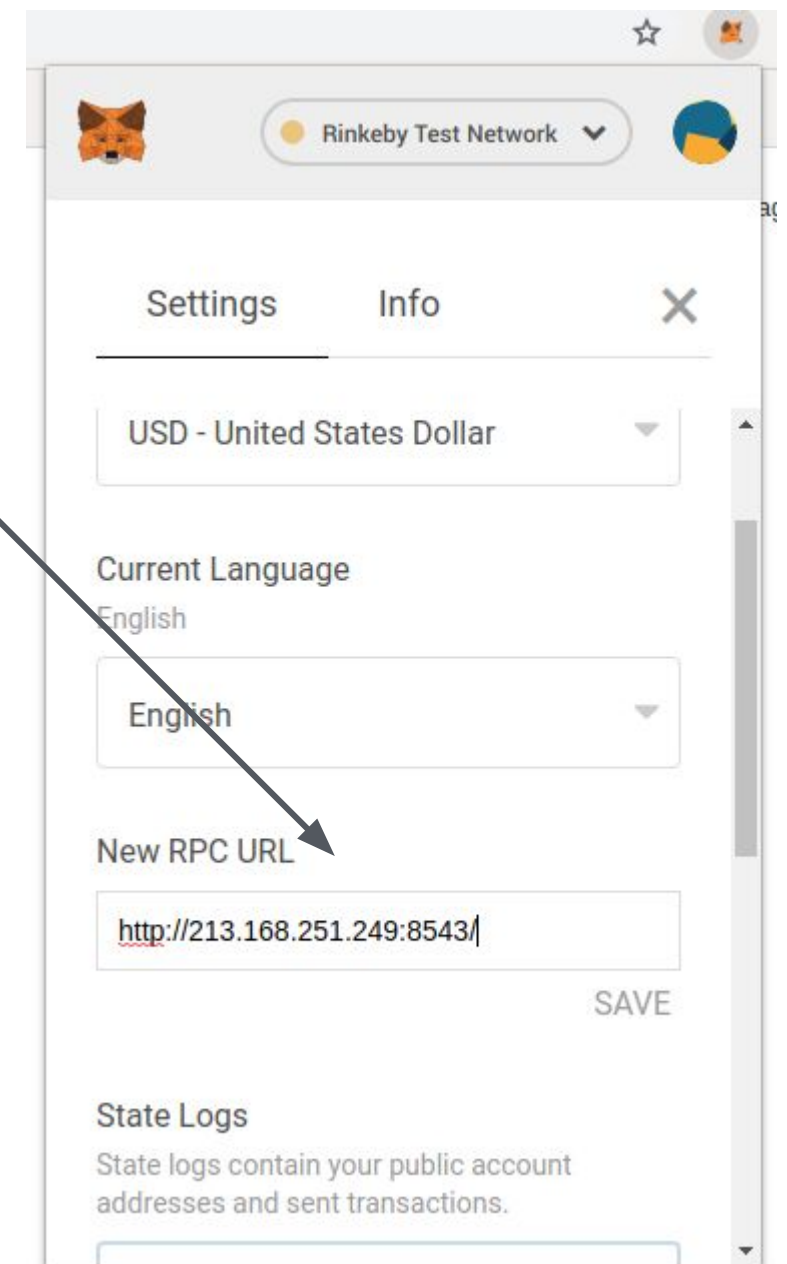 Rinkeby Test Network
Settings Info
USD - United States Dollar
Current Language
English
English
New RPC URL
http://213.168.251.249:8543/
SAVE
State Logs
State logs contain your public account
addresses and sent transactions.